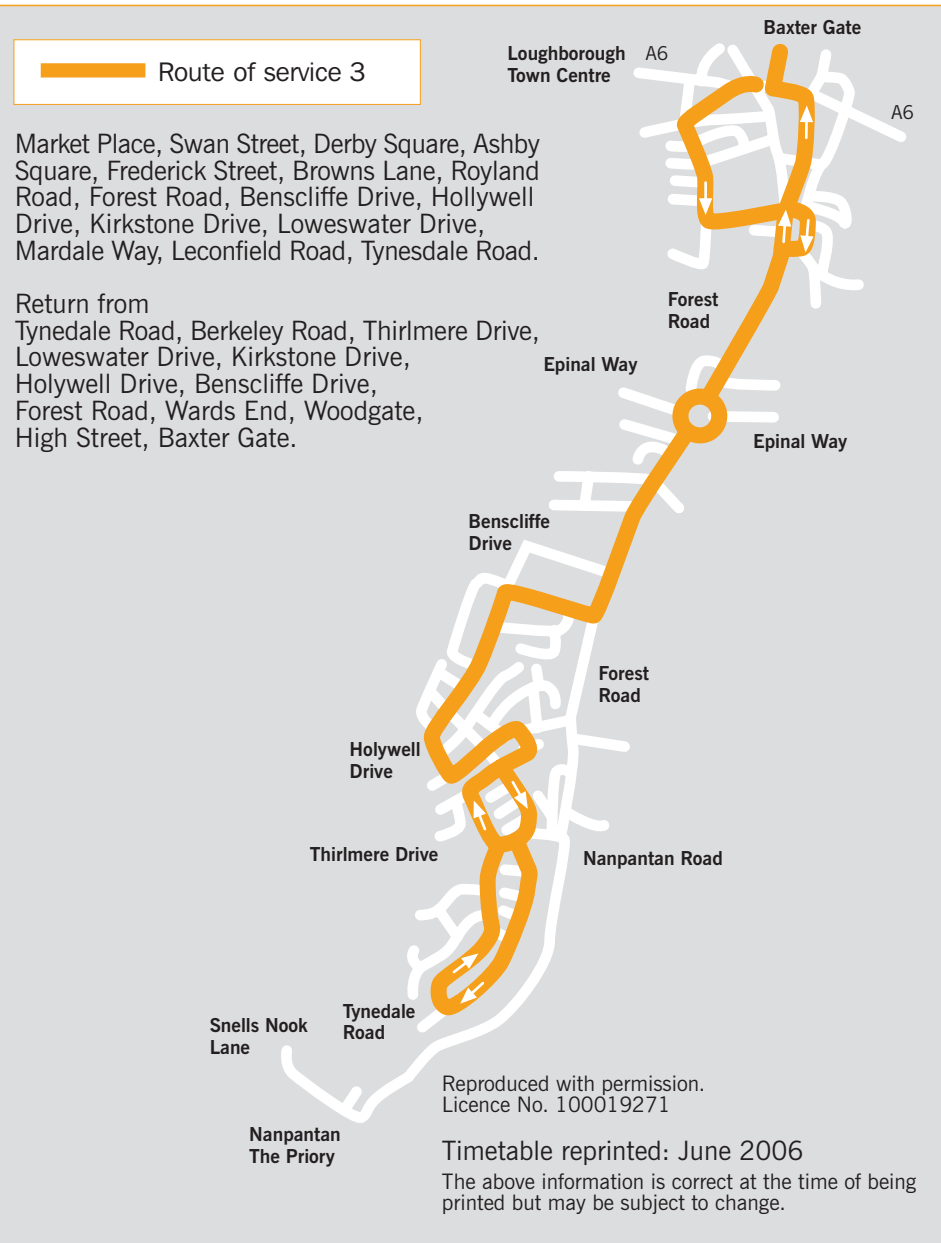 Route of service 3
Market Place, Swan Street, Derby Square, Ashby
Square, Frederick Street, Browns Lane, Royland
Road, Forest Road, Benscliffe Drive, Hollywell
Drive, Kirkstone Drive, Loweswater Drive,
Mardale Way, Leconfield Road, Tynesdale Road.
Return from
Tynedale Road, Berkeley Road, Thirlmere Drive,
Loweswater Drive, Kirkstone Drive,
Holywell Drive, Benscliffe Drive,
Forest Road, Wards End, Woodgate,
High Street, Baxter Gate.
Baxter Gate
Loughborough
Town Centre
A6
A6
Forest
Road
Epinal Way
Epinal Way
Benscliffe
Drive
Forest
Road
Holywell
Drive
Thirlmere Drive
Nanpantan Road
Tynedale
Road
Snells Nook
Lane
Nanpantan
The Priory
Reproduced with permission.
Licence No. 100019271
Timetable reprinted: June 2006
The above information is correct at the time of being
printed but may be subject to change.